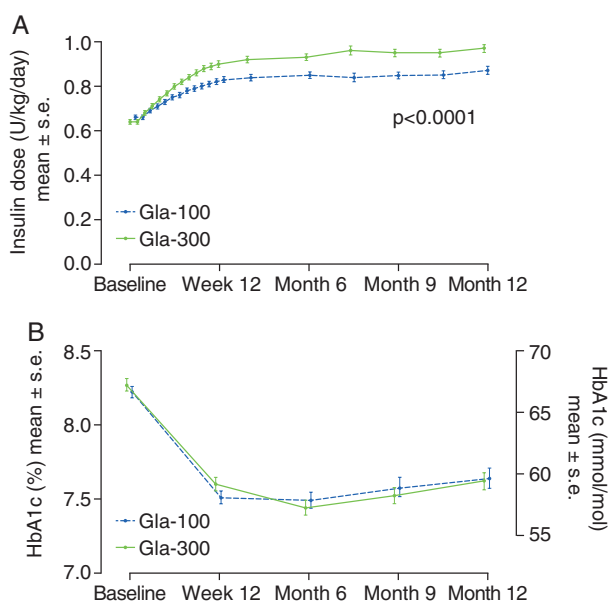 A
Insulin dose (U/kg/day)
mean ± s.e.
1.0
0.8
0.6
0.4
0.2
0.0
p<0.0001
Gla-100
Gla-300
Baseline Week 12 Month 6 Month 9 Month 12
B
HbA1c (%) mean ± s.e.
8.5
8.0
7.5
7.0
Gla-100
Gla-300
70
65
60
55
HbA1c (mmol/mol)
mean ± s.e.
Baseline Week 12 Month 6 Month 9 Month 12